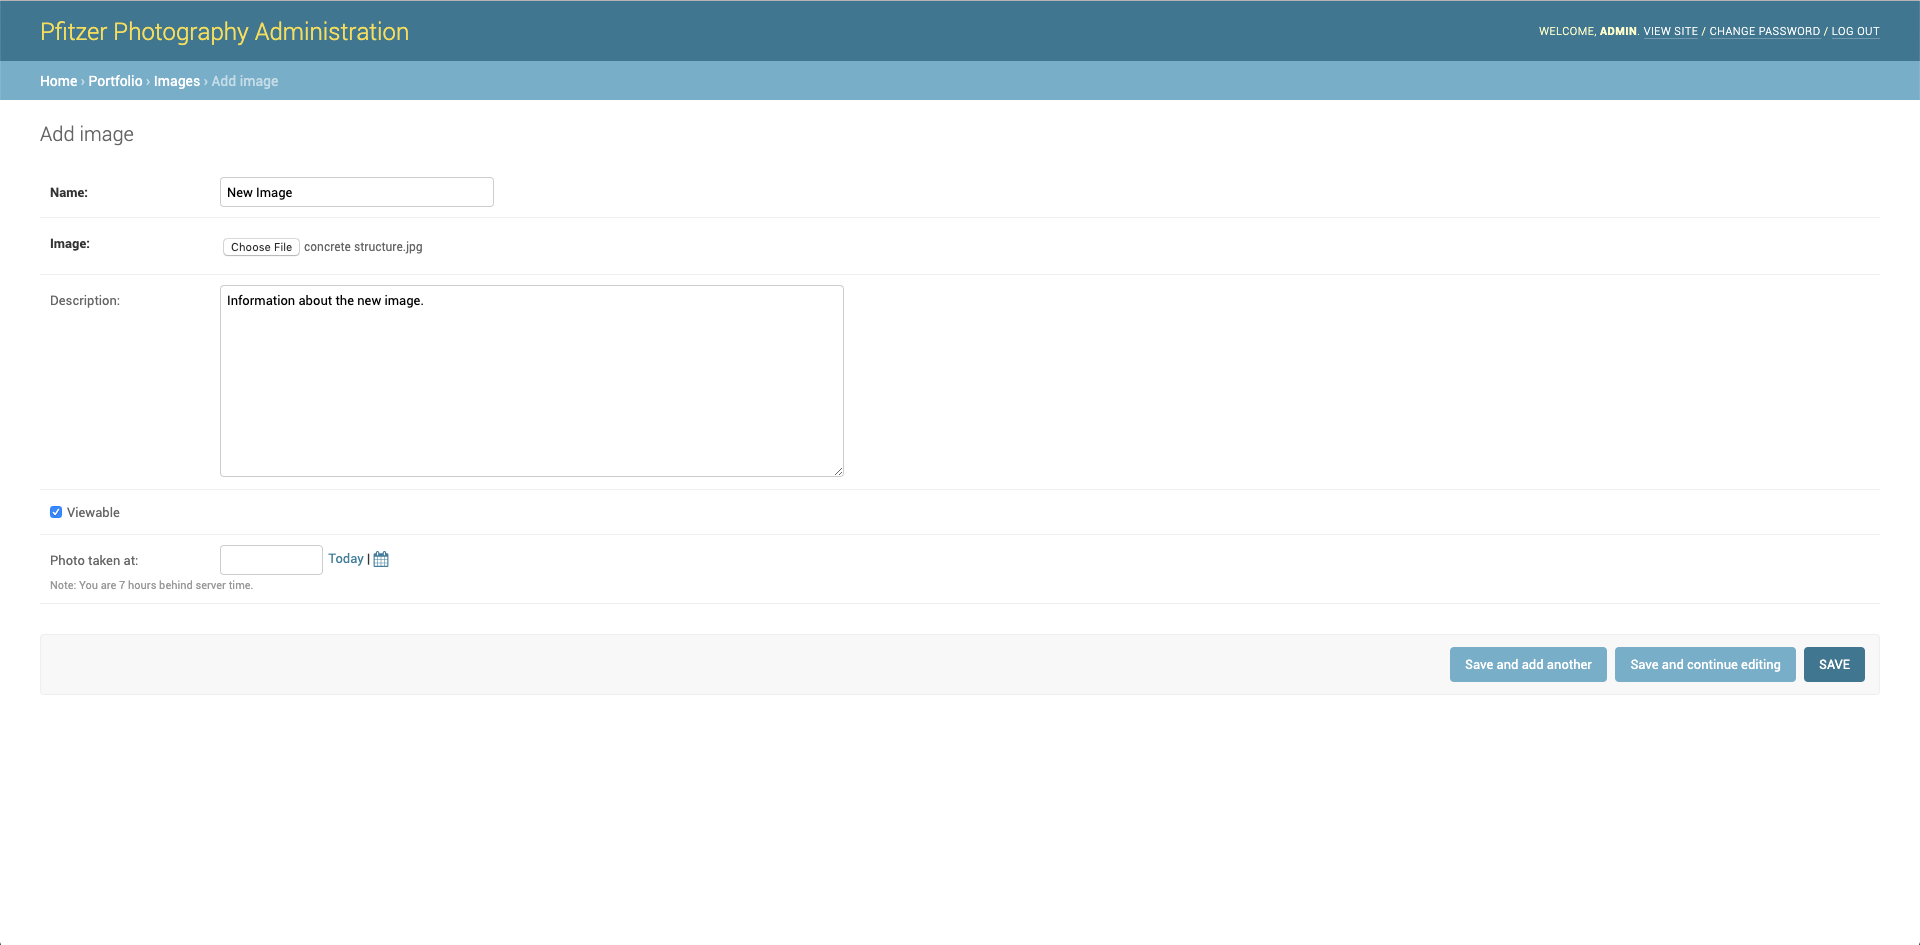 Pfitzer Photography Administration
WELCOME, ADMIN. VIEW SITE / CHANGE PASSWORD / LOG OUT
Home › Portfolio › Images › Add image
Add image
Name: New Image
Image: Choose File concrete structure.jpg
Description: Information about the new image.
Viewable
Photo taken at: Today |
Note: You are 7 hours behind server time.
Save and add another Save and continue editing SAVE